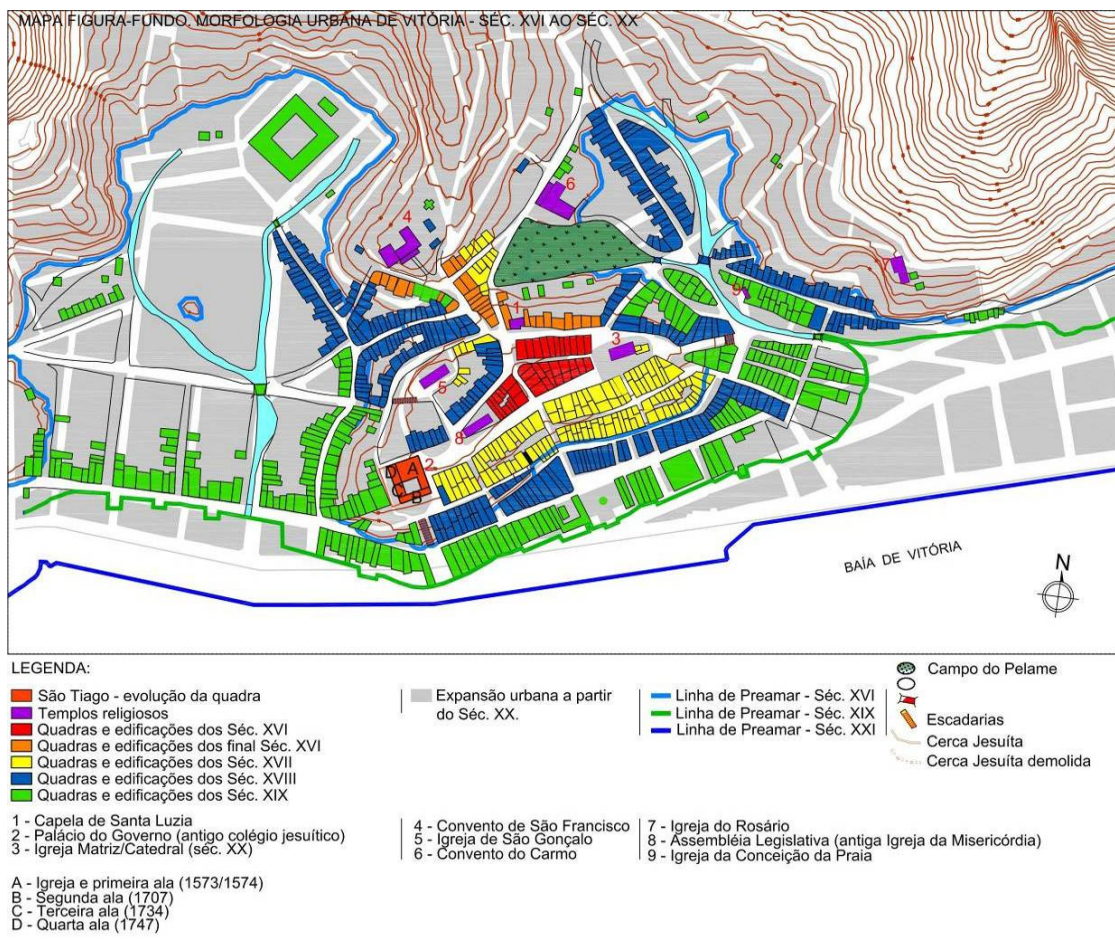 MAPA FIGURA-FUNDO. MORFOLOGIA URBANA DE VITÓRIA - SÉC. XVI AO SÉC. XX
6
4
9
1
3
5
8
D A
2
C B
BAÍA DE VITÓRIA
N
LEGENDA:
São Tiago - evolução da quadra
Templos religiosos
Quadras e edificações dos Séc. XVI
Quadras e edificações dos final Séc. XVI
Quadras e edificações dos Séc. XVII
Quadras e edificações dos Séc. XVIII
Quadras e edificações dos Séc. XIX
Expansão urbana a partir
do Séc. XX.
Linha de Preamar - Séc. XVI
Linha de Preamar - Séc. XIX
Linha de Preamar - Séc. XXI
Campo do Pelame
Escadarias
Cerca Jesuíta
Cerca Jesuíta demolida
1 - Capela de Santa Luzia
2 - Palácio do Governo (antigo colégio jesuítico)
3 - Igreja Matriz/Catedral (séc. XX)
4 - Convento de São Francisco
5 - Igreja de São Gonçalo
6 - Convento do Carmo
7 - Igreja do Rosário
8 - Assembléia Legislativa (antiga Igreja da Misericórdia)
9 - Igreja da Conceição da Praia
A - Igreja e primeira ala (1573/1574)
B - Segunda ala (1707)
C - Terceira ala (1734)
D - Quarta ala (1747)